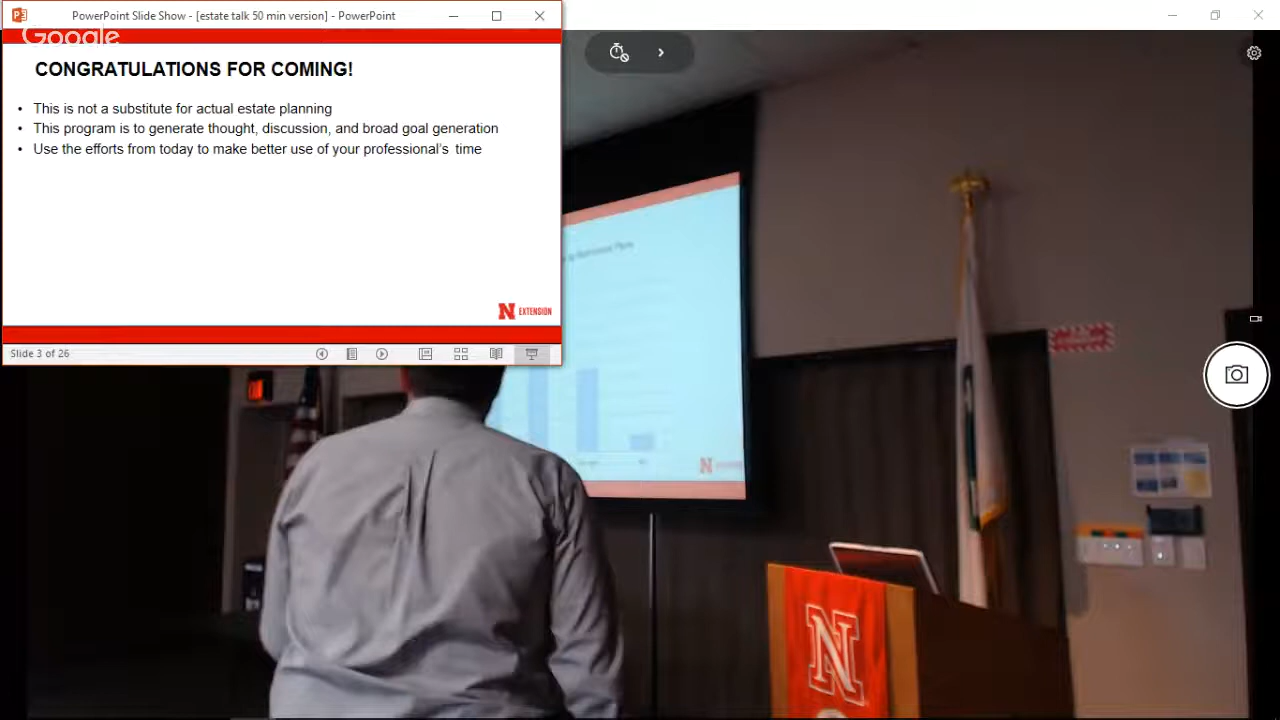 PowerPoint Slide Show - [estate talk 50 min version] - PowerPoint
Google
CONGRATULATIONS FOR COMING!
• This is not a substitute for actual estate planning
• This program is to generate thought, discussion, and broad goal generation
• Use the efforts from today to make better use of your professional's time
N EXTENSION
Slide 3 of 26
N
N